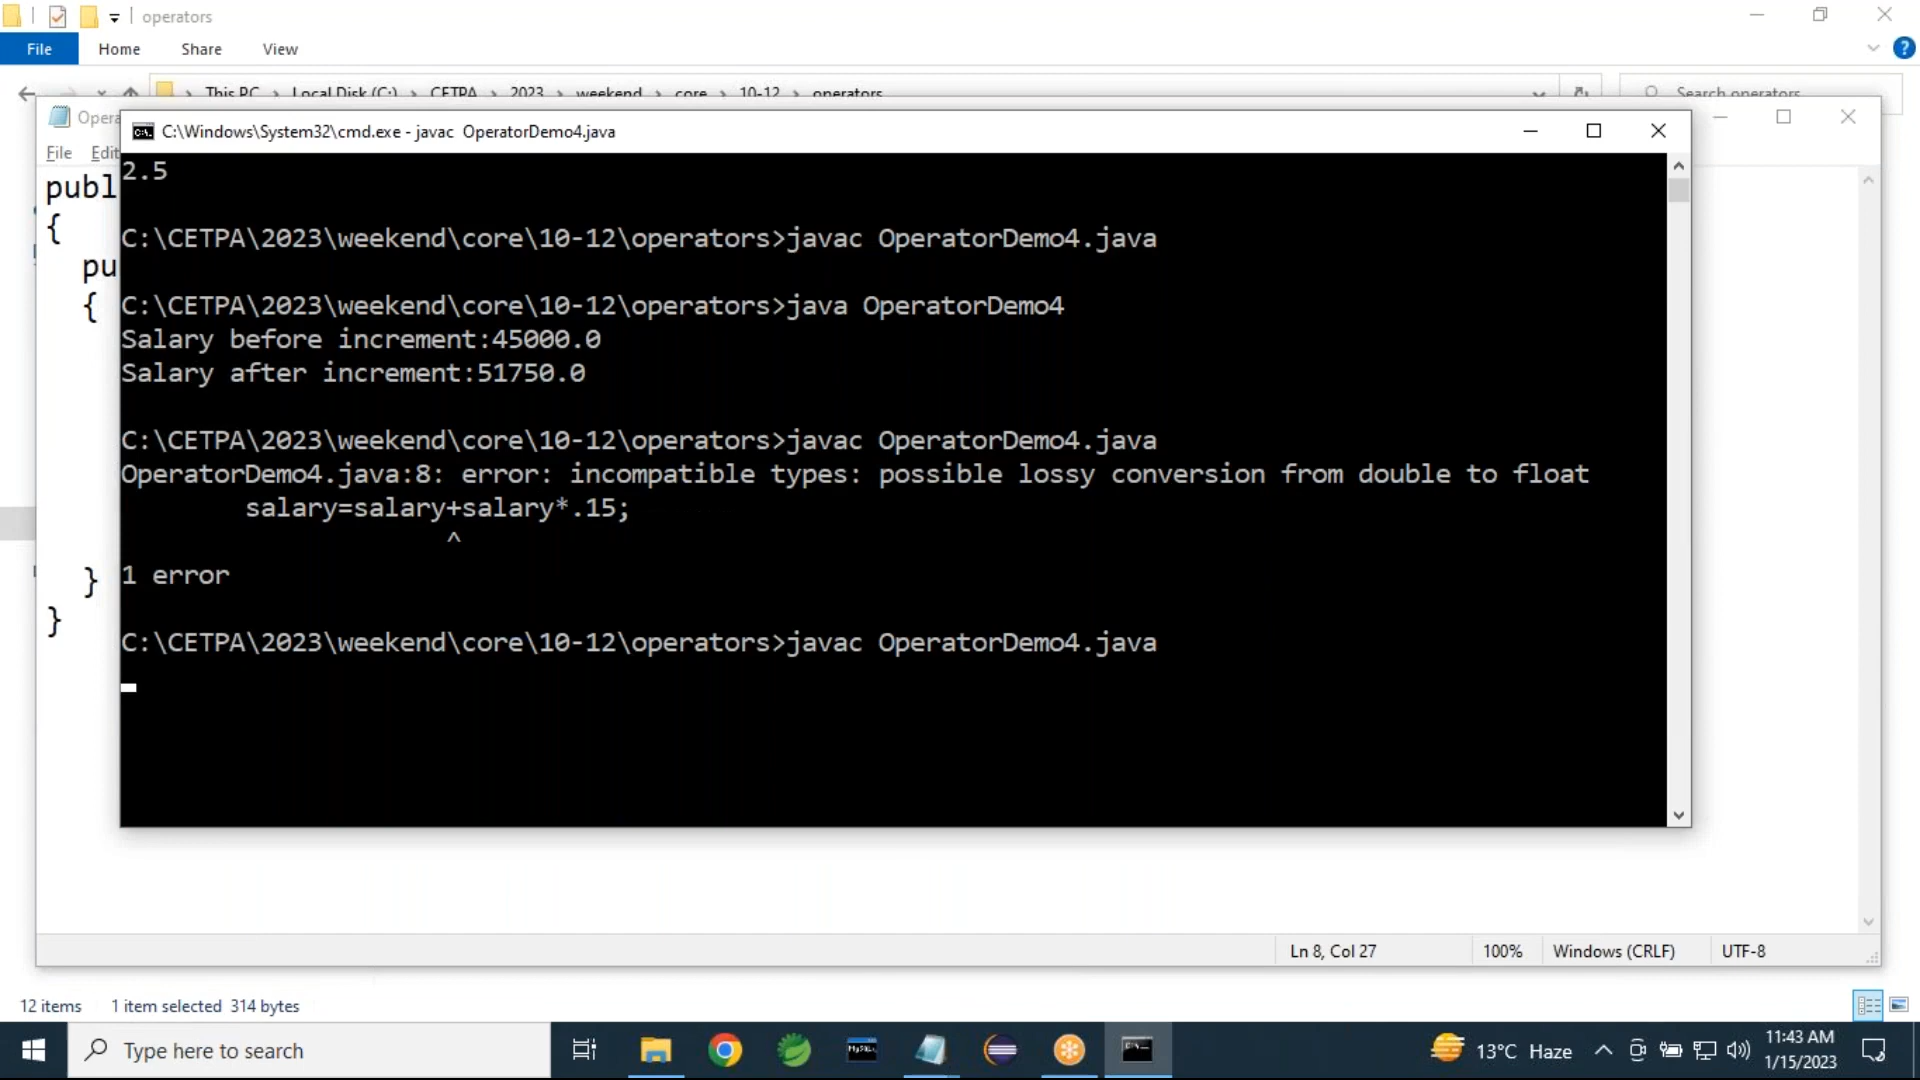 operators
File Home Share View
This PC Local Disk (C:) CETPA 2023 weekend core 10-12 operators
Search operators
Opera
C:\Windows\System32\cmd.exe - javac OperatorDemo4.java
File Edit
2.5
publ
{
C:\CETPA\2023\weekend\core\10-12\operators>javac OperatorDemo4.java
pu
{
C:\CETPA\2023\weekend\core\10-12\operators>java OperatorDemo4
Salary before increment:45000.0
Salary after increment:51750.0
C:\CETPA\2023\weekend\core\10-12\operators>javac OperatorDemo4.java
OperatorDemo4.java:8: error: incompatible types: possible lossy conversion from double to float
salary=salary+salary*.15;
^
}
1 error
}
C:\CETPA\2023\weekend\core\10-12\operators>javac OperatorDemo4.java
Ln 8, Col 27 100% Windows (CRLF) UTF-8
12 items 1 item selected 314 bytes
Type here to search
MySQL
13°C Haze
11:43 AM
1/15/2023